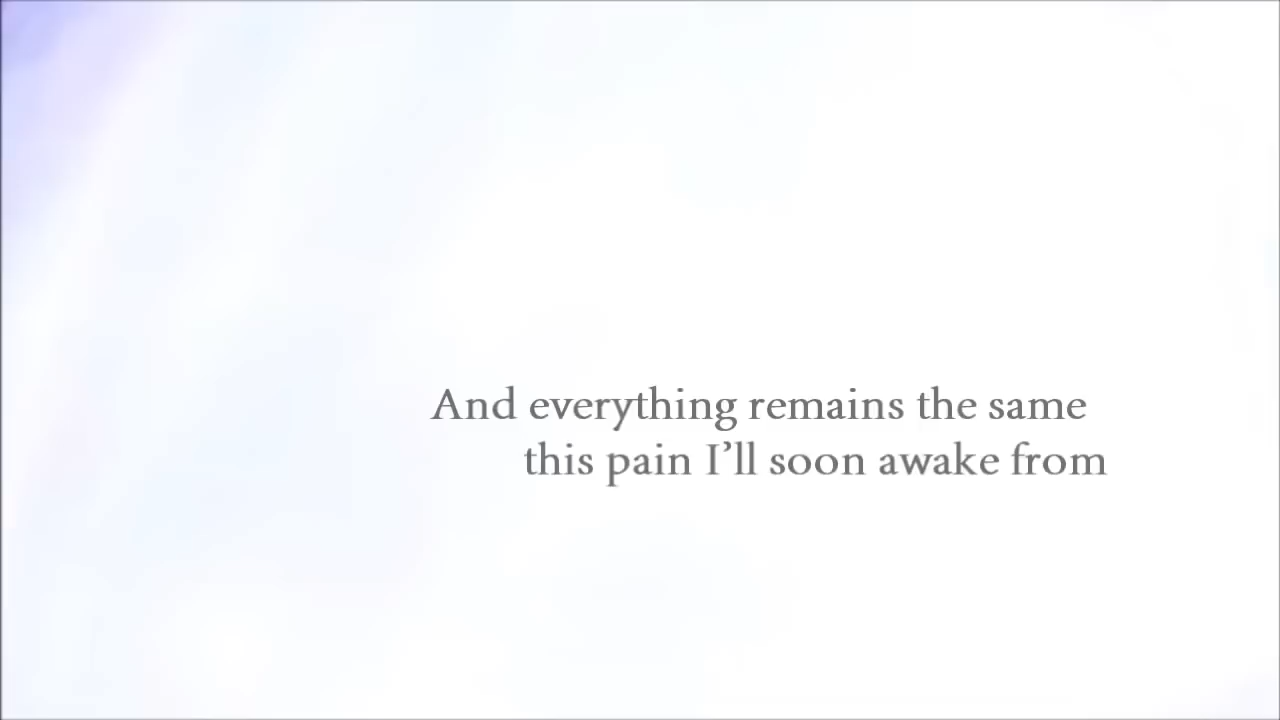 And everything remains the same
this pain I’ll soon awake from